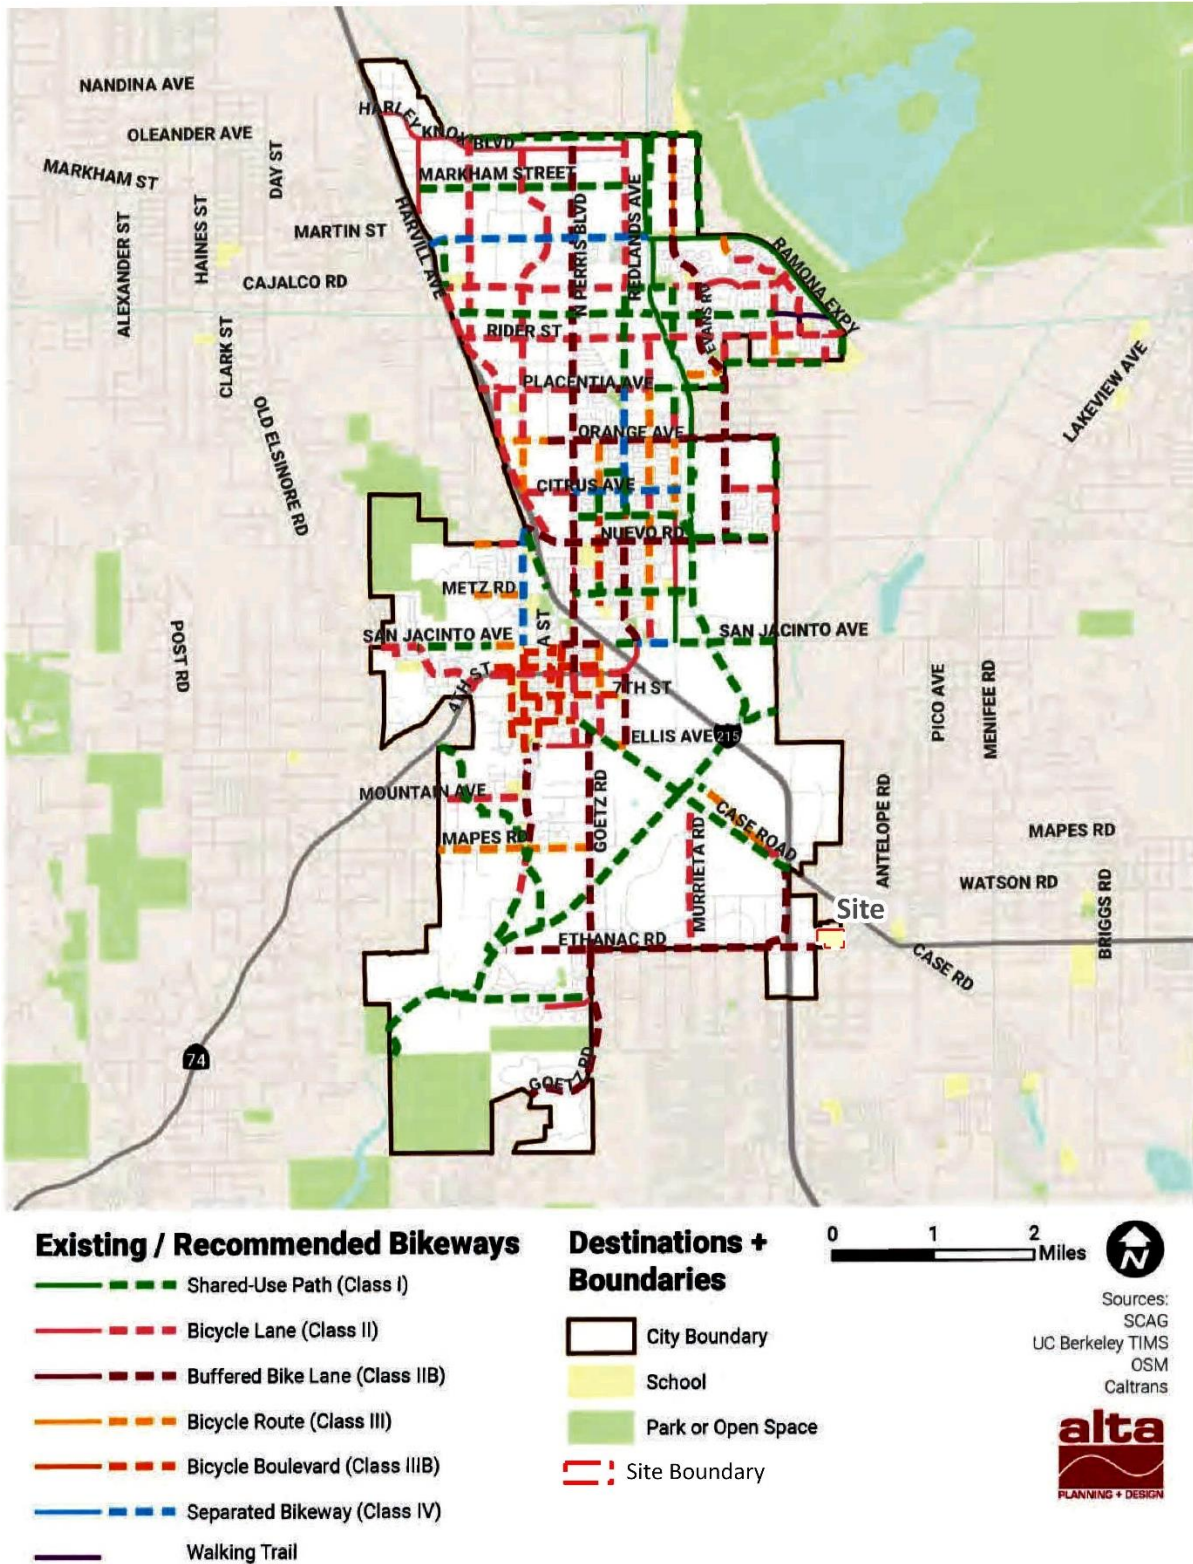 NANDINA AVE
HARLEY KNOX BLVD
OLEANDER AVE
MARKHAM ST
DAY ST
MARKHAM STREET
ALEXANDER ST
HAINES ST
MARTIN ST
HARVILL AVE
N PERRIS BLVD
REDLANDS AVE
RAMONA EXPY
CAJALCO RD
EVANS RD
RIDER ST
CLARK ST
PLACENTIA AVE
LAKEVIEW AVE
OLD ELSINORE RD
ORANGE AVE
CITRUS AVE
NUEVO RD
METZ RD
A ST
SAN JACINTO AVE
SAN JACINTO AVE
POST RD
4TH ST
7TH ST
PICO AVE
MENIFEE RD
ELLIS AVE
215
MOUNTAIN AVE
GOETZ RD
CASE ROAD
ANTELOPE RD
MAPES RD
MAPES RD
MURRIETA RD
WATSON RD
BRIGGS RD
Site
ETHANAC RD
CASE RD
74
GOETZ RD
Existing / Recommended Bikeways
Shared-Use Path (Class I)
Bicycle Lane (Class II)
Buffered Bike Lane (Class IIB)
Bicycle Route (Class III)
Bicycle Boulevard (Class IIIB)
Separated Bikeway (Class IV)
Walking Trail
Destinations +
Boundaries
City Boundary
School
Park or Open Space
Site Boundary
0 1 2 Miles
N
Sources:
SCAG
UC Berkeley TIMS
OSM
Caltrans
alta
PLANNING + DESIGN